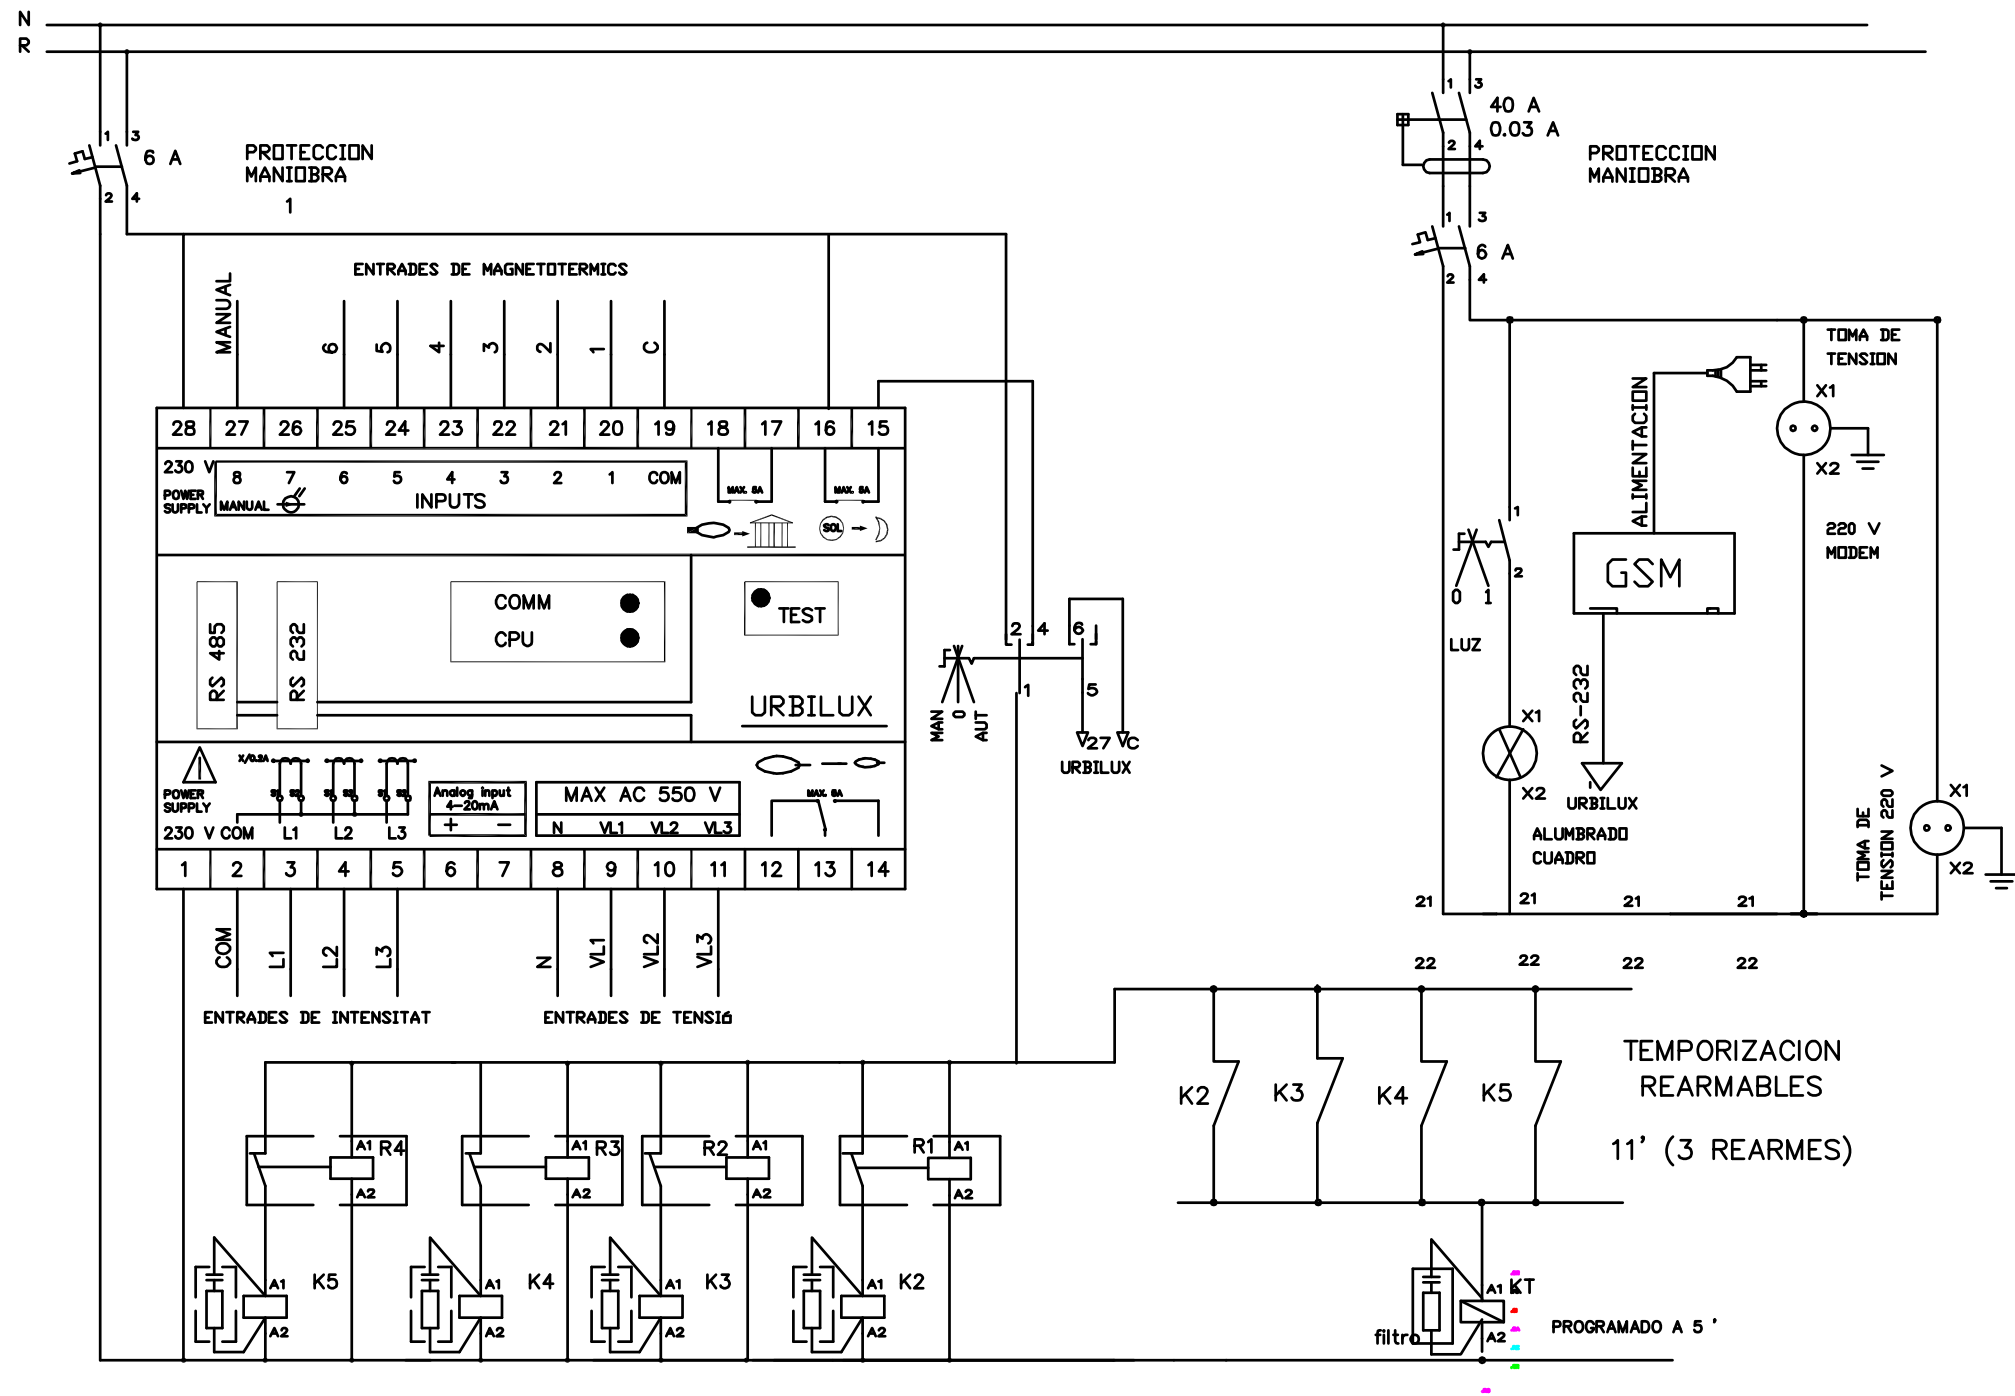 N
R
1 3
6 A
2 4
PROTECCION
MANIOBRA
1
1 3
40 A
0.03 A
2 4
PROTECCION
MANIOBRA
1 3
6 A
2 4
ENTRADES DE MAGNETOTERMICS
MANUAL
6
5
4
3
2
1
C
28 27 26 25 24 23 22 21 20 19 18 17 16 15
230 V
POWER
SUPPLY
8 7 6 5 4 3 2 1 COM
MANUAL
INPUTS
MAX. 5A
MAX. 5A
SOL
RS 485
RS 232
COMM
CPU
TEST
URBILUX
X/0.2A
S1 S2 S1 S2 S1 S2
POWER
SUPPLY
230 V COM L1 L2 L3
Analog input
4-20mA
+ -
MAX AC 550 V
N VL1 VL2 VL3
MAX. 5A
1 2 3 4 5 6 7 8 9 10 11 12 13 14
COM
L1
L2
L3
N
VL1
VL2
VL3
ENTRADES DE INTENSITAT
ENTRADES DE TENSIÓ
2 4 6
1 5
MAN
0
AUT
27 C
URBILUX
1
2
0 1
LUZ
X1
X2
ALUMBRADO
CUADRO
ALIMENTACION
GSM
RS-232
URBILUX
TOMA DE
TENSION
X1
X2
220 V
MODEM
TOMA DE
TENSION 220 V
X1
X2
21 21 21 21
22 22 22 22
K2 K3 K4 K5
TEMPORIZACION
REARMABLES
11' (3 REARMES)
A1 R4
A2
A1 R3
A2
R2 A1
A2
R1 A1
A2
A1 K5
A2
A1 K4
A2
A1 K3
A2
A1 K2
A2
A1 KT
A2
filtro
PROGRAMADO A 5 '